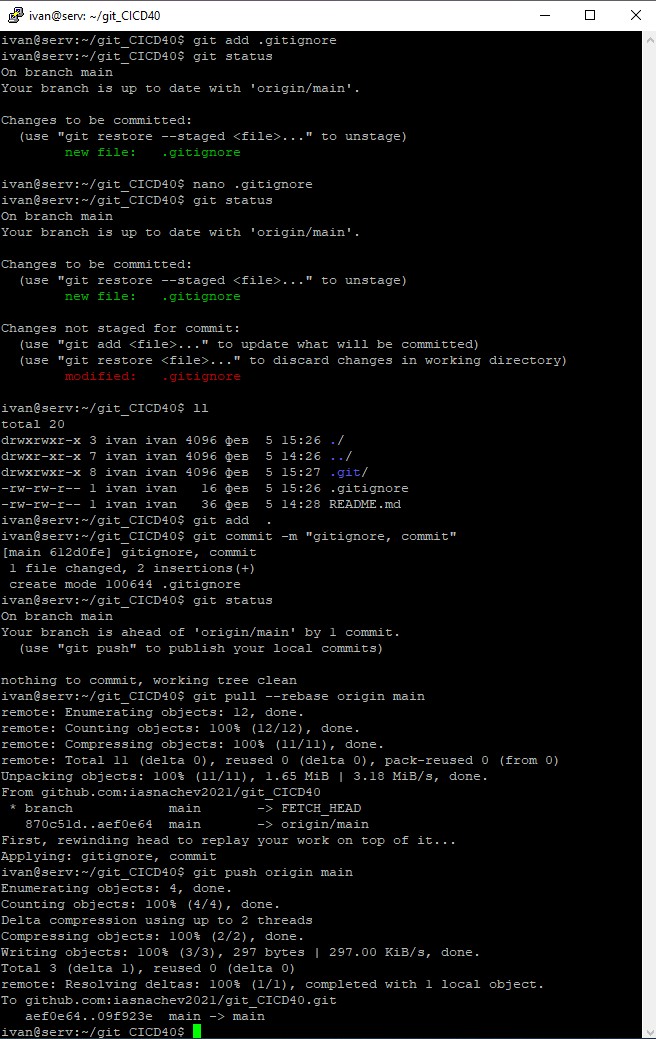 ivan@serv: ~/git_CICD40
ivan@serv:~/git_CICD40$ git add .gitignore
ivan@serv:~/git_CICD40$ git status
On branch main
Your branch is up to date with 'origin/main'.

Changes to be committed:
  (use "git restore --staged <file>..." to unstage)
        new file:   .gitignore

ivan@serv:~/git_CICD40$ nano .gitignore
ivan@serv:~/git_CICD40$ git status
On branch main
Your branch is up to date with 'origin/main'.

Changes to be committed:
  (use "git restore --staged <file>..." to unstage)
        new file:   .gitignore

Changes not staged for commit:
  (use "git add <file>..." to update what will be committed)
  (use "git restore <file>..." to discard changes in working directory)
        modified:   .gitignore

ivan@serv:~/git_CICD40$ ll
total 20
drwxrwxr-x 3 ivan ivan 4096 фев  5 15:26 ./
drwxr-xr-x 7 ivan ivan 4096 фев  5 14:26 ../
drwxrwxr-x 8 ivan ivan 4096 фев  5 15:27 .git/
-rw-rw-r-- 1 ivan ivan   16 фев  5 15:26 .gitignore
-rw-rw-r-- 1 ivan ivan   36 фев  5 14:28 README.md
ivan@serv:~/git_CICD40$ git add  .
ivan@serv:~/git_CICD40$ git commit -m "gitignore, commit"
[main 612d0fe] gitignore, commit
 1 file changed, 2 insertions(+)
 create mode 100644 .gitignore
ivan@serv:~/git_CICD40$ git status
On branch main
Your branch is ahead of 'origin/main' by 1 commit.
  (use "git push" to publish your local commits)

nothing to commit, working tree clean
ivan@serv:~/git_CICD40$ git pull --rebase origin main
remote: Enumerating objects: 12, done.
remote: Counting objects: 100% (12/12), done.
remote: Compressing objects: 100% (11/11), done.
remote: Total 11 (delta 0), reused 0 (delta 0), pack-reused 0 (from 0)
Unpacking objects: 100% (11/11), 1.65 MiB | 3.18 MiB/s, done.
From github.com:iasnachev2021/git_CICD40
 * branch            main       -> FETCH_HEAD
   870c51d..aef0e64  main       -> origin/main
First, rewinding head to replay your work on top of it...
Applying: gitignore, commit
ivan@serv:~/git_CICD40$ git push origin main
Enumerating objects: 4, done.
Counting objects: 100% (4/4), done.
Delta compression using up to 2 threads
Compressing objects: 100% (2/2), done.
Writing objects: 100% (3/3), 297 bytes | 297.00 KiB/s, done.
Total 3 (delta 1), reused 0 (delta 0)
remote: Resolving deltas: 100% (1/1), completed with 1 local object.
To github.com:iasnachev2021/git_CICD40.git
   aef0e64..09f923e  main -> main
ivan@serv:~/git_CICD40$